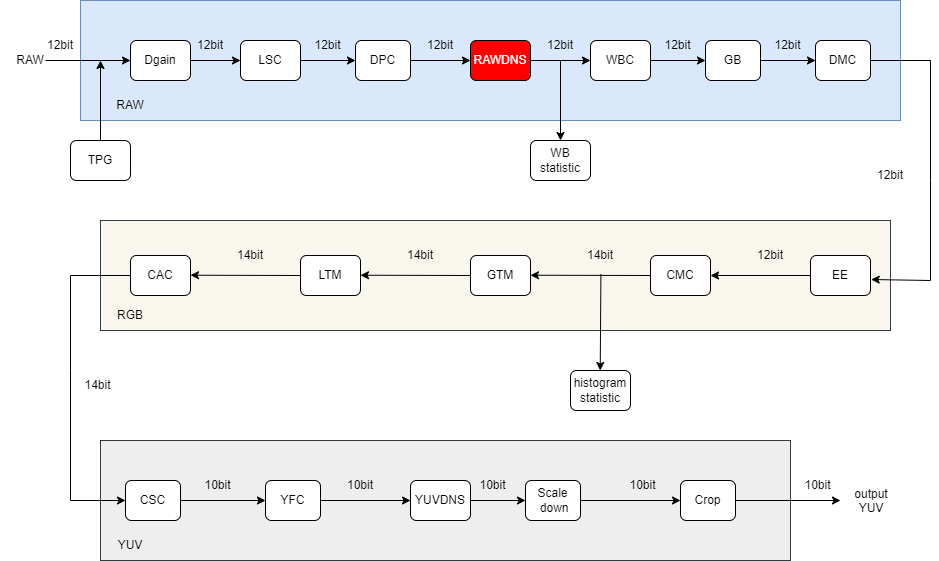 12bit 12bit 12bit 12bit 12bit 12bit 12bit
RAW Dgain LSC DPC RAWDNS WBC GB DMC
RAW
TPG
WB
statistic
12bit
14bit 14bit 14bit 12bit
CAC LTM GTM CMC EE
RGB
histogram
statistic
14bit
10bit 10bit 10bit 10bit 10bit
CSC YFC YUVDNS Scale
down Crop output
YUV
YUV